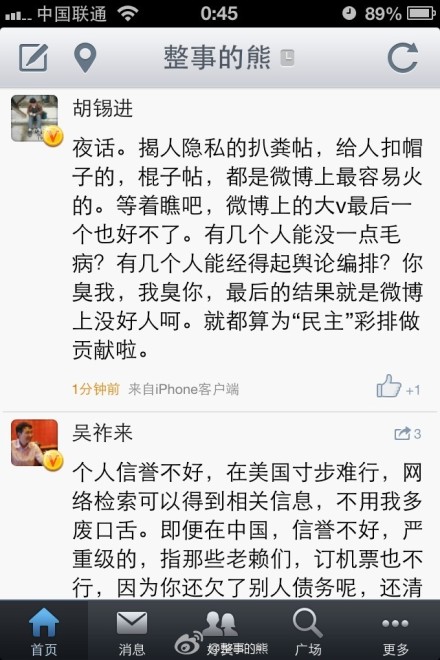 中国联通 0:45 89%
整事的熊
胡锡进
夜话。揭人隐私的扒粪帖，给人扣帽
子的，棍子帖，都是微博上最容易火
的。等着瞧吧，微博上的大v最后一
个也好不了。有几个人能没一点毛
病？有几个人能经得起舆论编排？你
臭我，我臭你，最后的结果就是微博
上没好人呵。就都算为“民主”彩排做
贡献啦。
1分钟前 来自iPhone客户端 +1
吴祚来 3
个人信誉不好，在美国寸步难行，网
络检索可以得到相关信息，不用我多
废口舌。即便在中国，信誉不好，严
重级的，指那些老赖们，订机票也不
行，因为你还欠了别人债务呢，还清
首页 消息 广场 更多
@整事的熊